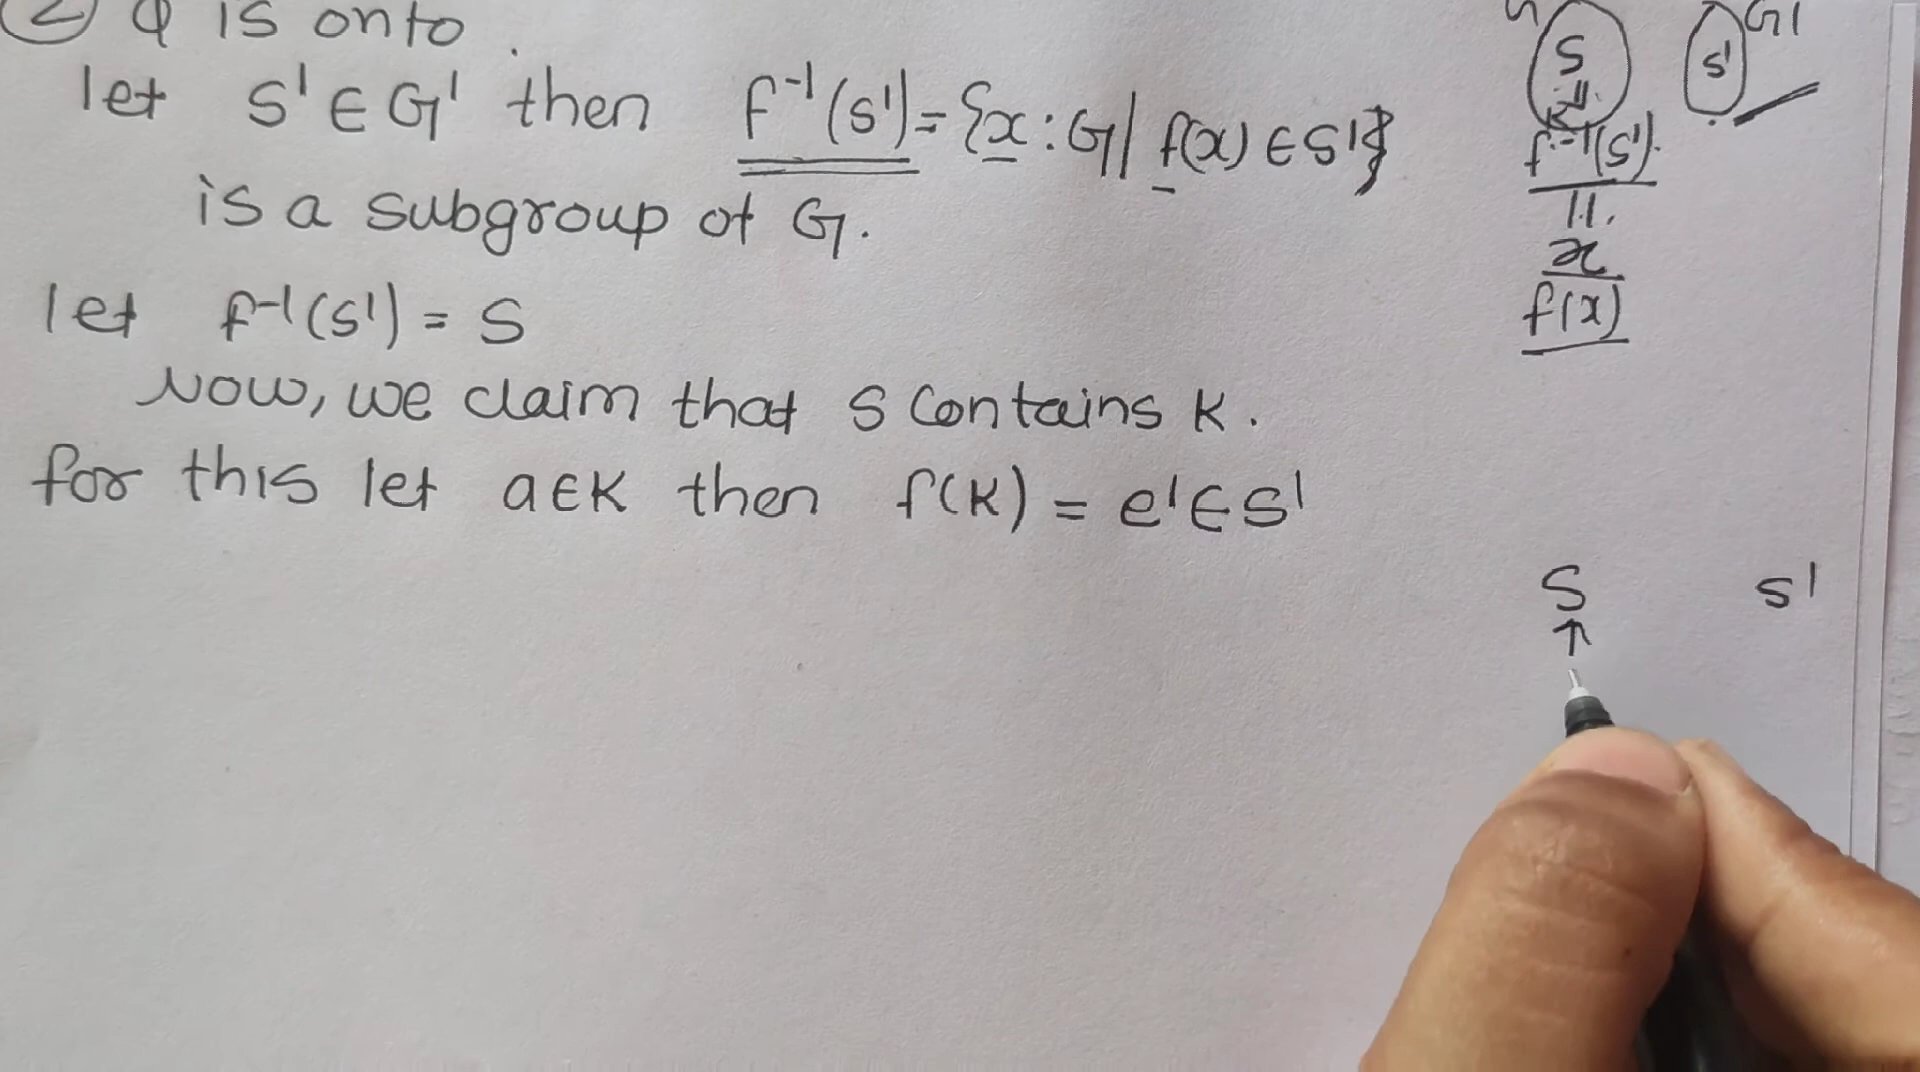 ② φ is onto.
let S' ∈ G' then f⁻¹(S') = {x : G | f(x) ∈ S'}
is a subgroup of G.
let f⁻¹(S') = S
Now, we claim that S contains K.
for this let a ∈ K then f(K) = e' ∈ S'
G G'
S S'
K
f⁻¹(S')
x
f(x)
S S'
↑